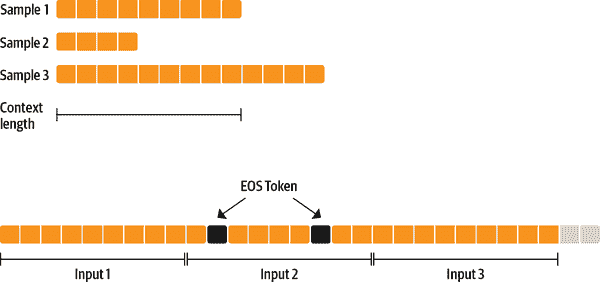 Sample 1
Sample 2
Sample 3
Context
length
EOS Token
Input 1
Input 2
Input 3